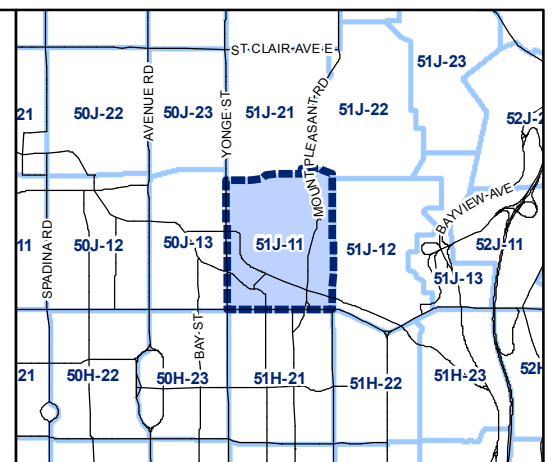 ST CLAIR AVE E
51J-23
21
50J-22
AVENUE RD
50J-23
YONGE ST
51J-21
MOUNT PLEASANT RD
51J-22
52J-2
11
SPADINA RD
50J-12
50J-13
51J-11
51J-12
BAYVIEW AVE
52J-11
51J-13
BAY ST
21
50H-22
50H-23
51H-21
51H-22
51H-23
52H